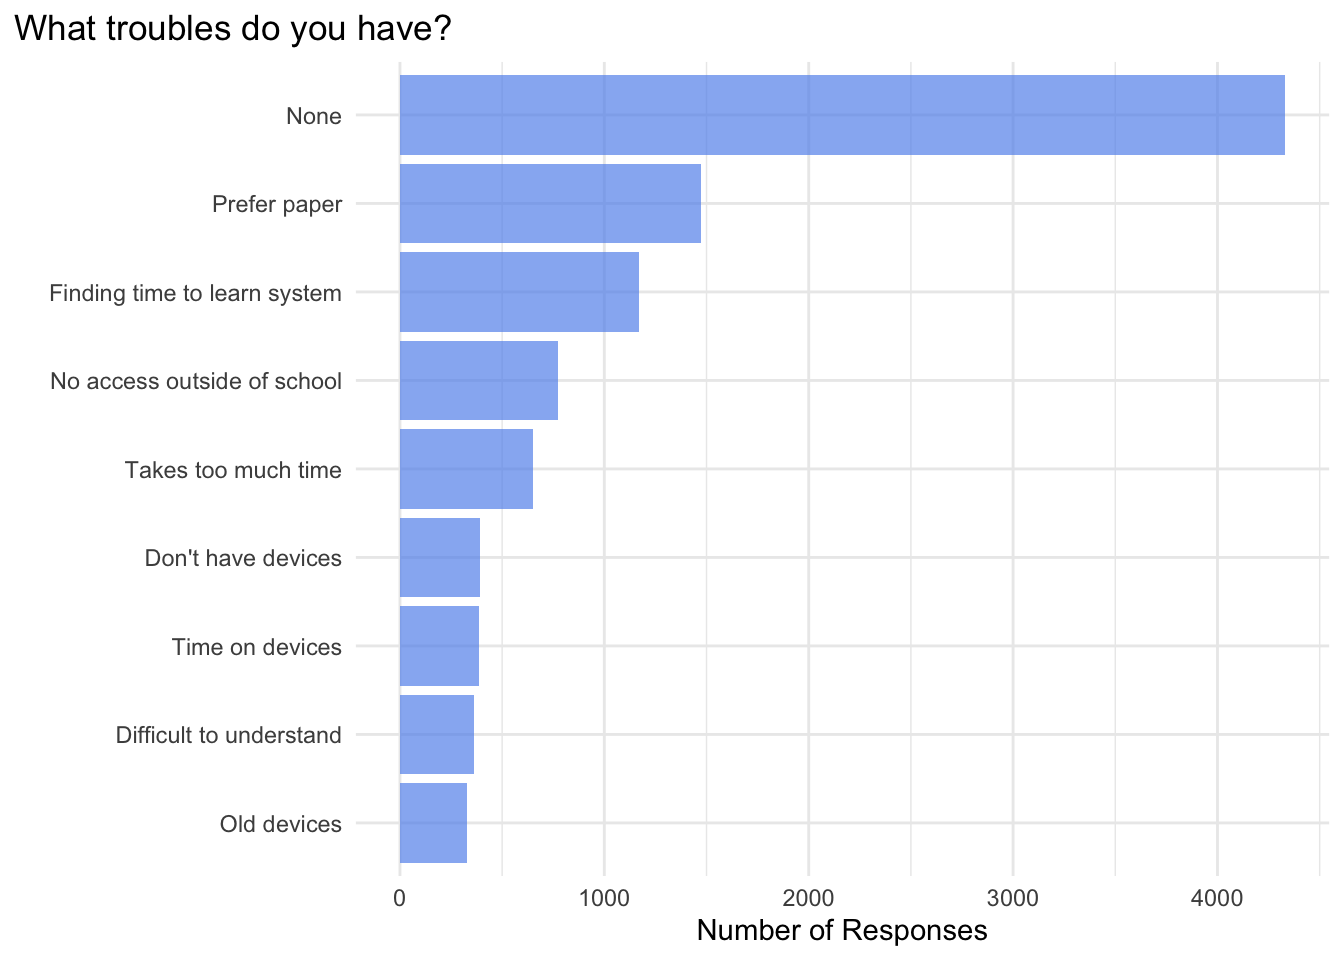 What troubles do you have?
None
Prefer paper
Finding time to learn system
No access outside of school
Takes too much time
Don't have devices
Time on devices
Difficult to understand
Old devices
0 1000 2000 3000 4000
Number of Responses